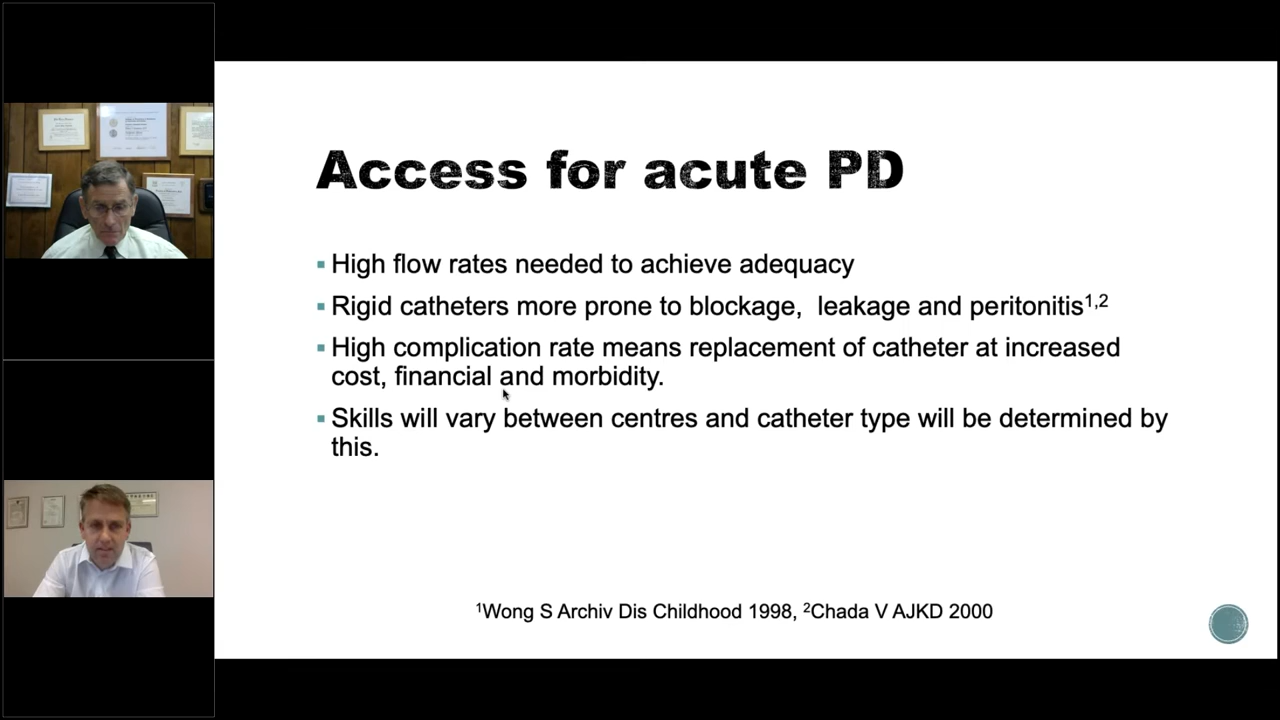 Access for acute PD
▪ High flow rates needed to achieve adequacy
▪ Rigid catheters more prone to blockage,  leakage and peritonitis1,2
▪ High complication rate means replacement of catheter at increased
cost, financial and morbidity.
▪ Skills will vary between centres and catheter type will be determined by
this.
1Wong S Archiv Dis Childhood 1998, 2Chada V AJKD 2000